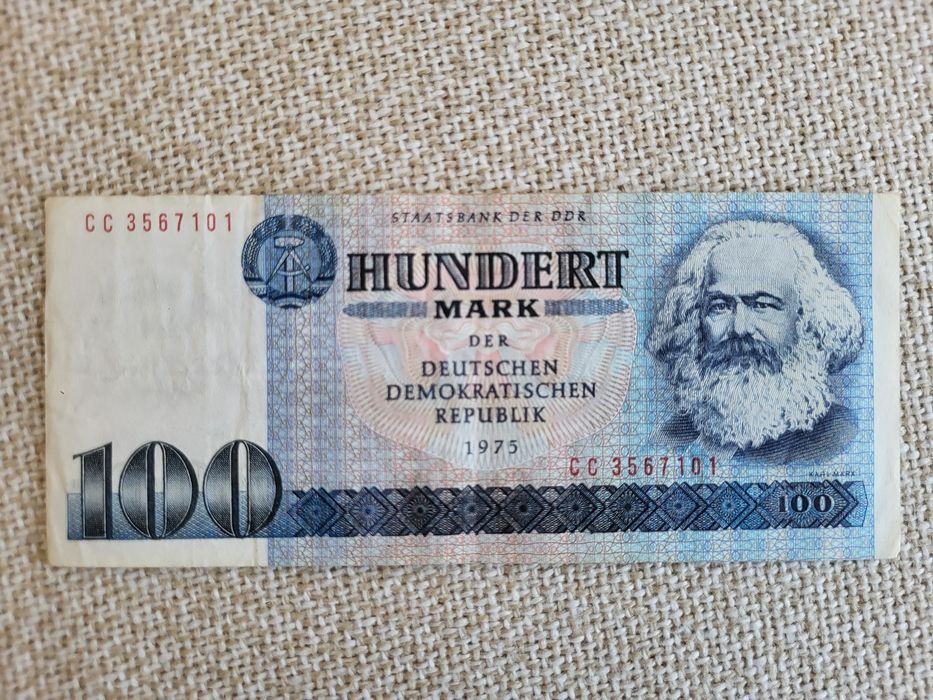 CC 3567101
STAATSBANK DER DDR
HUNDERT
MARK
DER
DEUTSCHEN
DEMOKRATISCHEN
REPUBLIK
1975
CC 3567101
KARL MARX
100
100